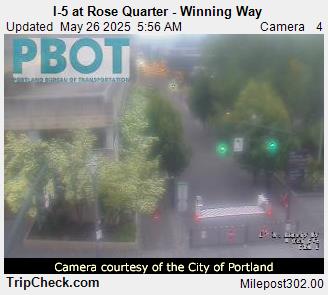 I-5 at Rose Quarter - Winning Way
Updated May 26 2025 5:56 AM Camera 4
PBOT
PORTLAND BUREAU OF TRANSPORTATION
Camera courtesy of the City of Portland
TripCheck.com Milepost302.00